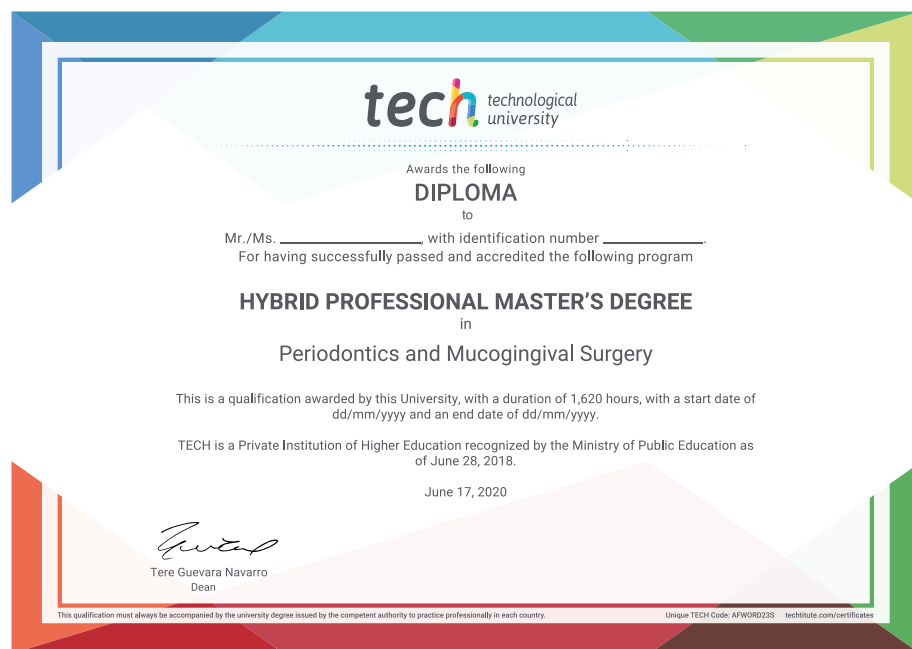 tech technological
university
Awards the following
DIPLOMA
to
Mr./Ms. ____________________, with identification number ______________.
For having successfully passed and accredited the following program
HYBRID PROFESSIONAL MASTER'S DEGREE
in
Periodontics and Mucogingival Surgery
This is a qualification awarded by this University, with a duration of 1,620 hours, with a start date of
dd/mm/yyyy and an end date of dd/mm/yyyy.
TECH is a Private Institution of Higher Education recognized by the Ministry of Public Education as
of June 28, 2018.
June 17, 2020
Tere Guevara Navarro
Dean
This qualification must always be accompanied by the university degree issued by the competent authority to practice professionally in each country. Unique TECH Code: AFWORD23S techtitute.com/certificates